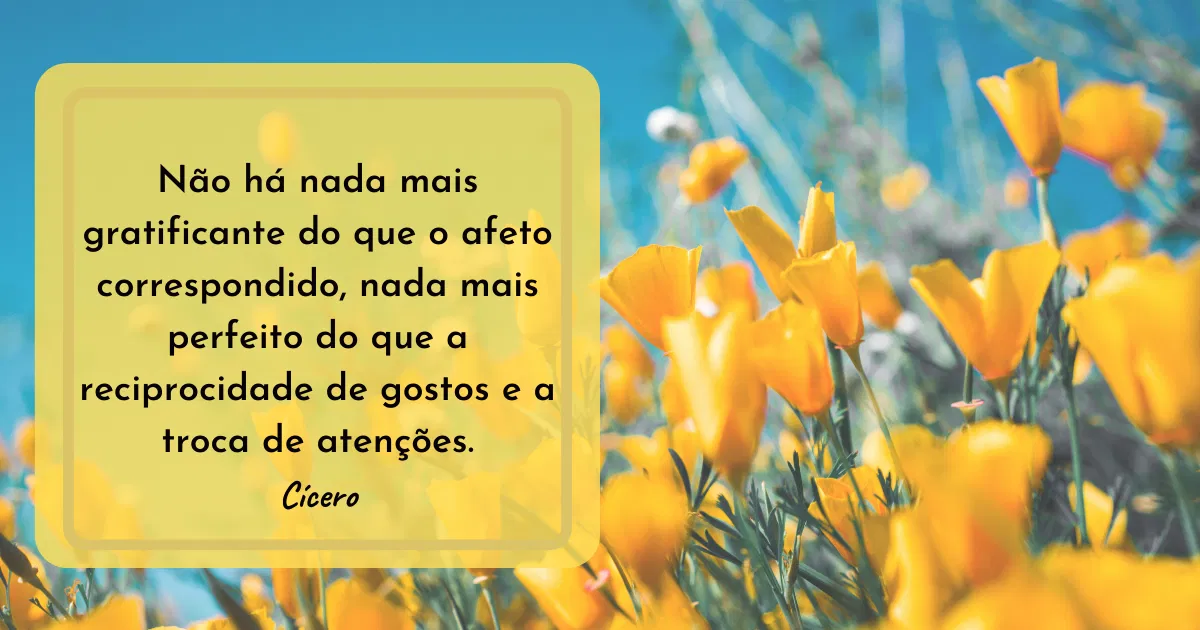 Não há nada mais
gratificante do que o afeto
correspondido, nada mais
perfeito do que a
reciprocidade de gostos e a
troca de atenções.
Cícero